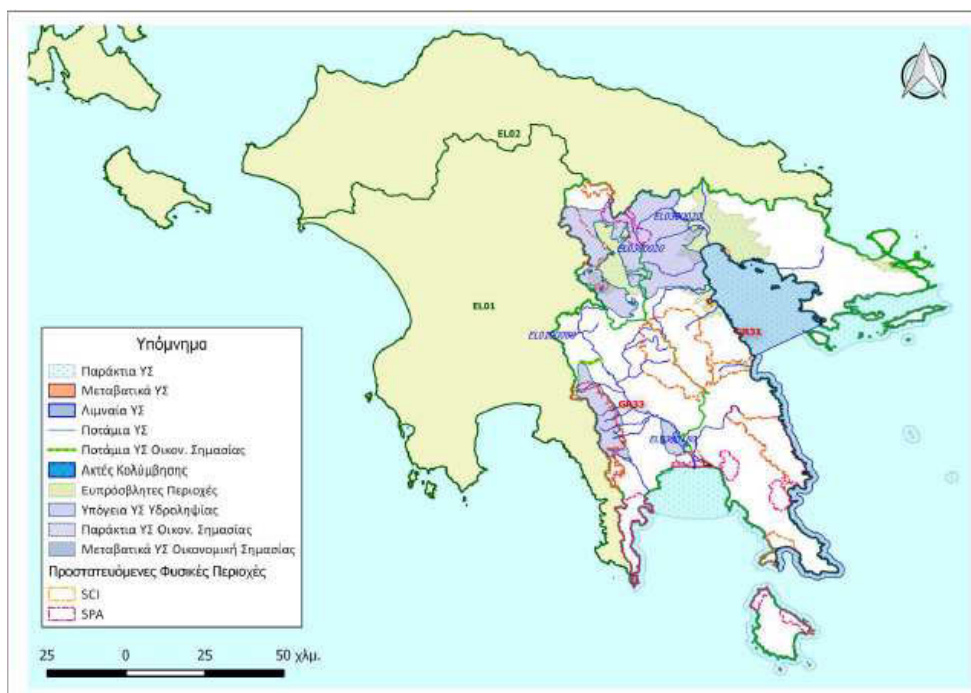 EL02
EL01
GR33
Υπόμνημα
Παράκτια ΥΣ
Μεταβατικά ΥΣ
Λιμναία ΥΣ
Ποτάμια ΥΣ
Ποτάμια ΥΣ Οικον. Σημασίας
Ακτές Κολύμβησης
Ευπρόσβλητες Περιοχές
Υπόγεια ΥΣ Υδροληψίας
Παράκτια ΥΣ Οικον. Σημασίας
Μεταβατικά ΥΣ Οικονομική Σημασίας
Προστατευόμενες Φυσικές Περιοχές
SCI
SPA
25 0 25 50 χλμ.